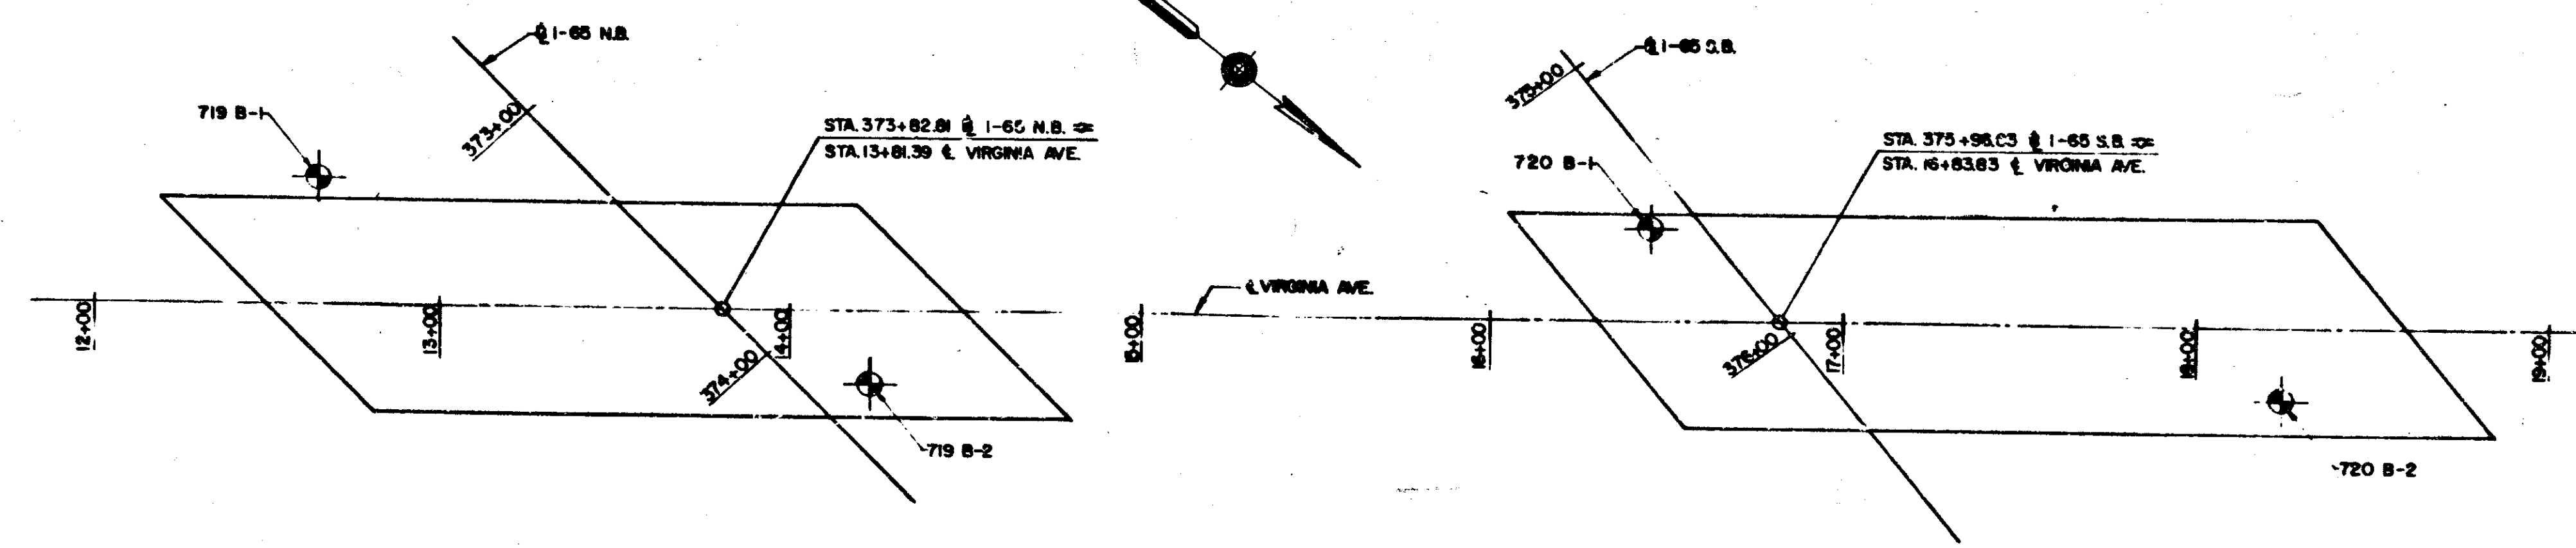 ℄ I-65 N.B.
719 B-1
373+00
STA. 373+82.81 ℄ I-65 N.B. =
STA. 13+81.39 ℄ VIRGINIA AVE.
12+00
13+00
14+00
374+00
719 B-2
℄ I-65 S.B.
375+00
720 B-1
STA. 375+96.03 ℄ I-65 S.B. =
STA. 16+83.83 ℄ VIRGINIA AVE.
℄ VIRGINIA AVE.
15+00
16+00
376+00
17+00
18+00
19+00
720 B-2